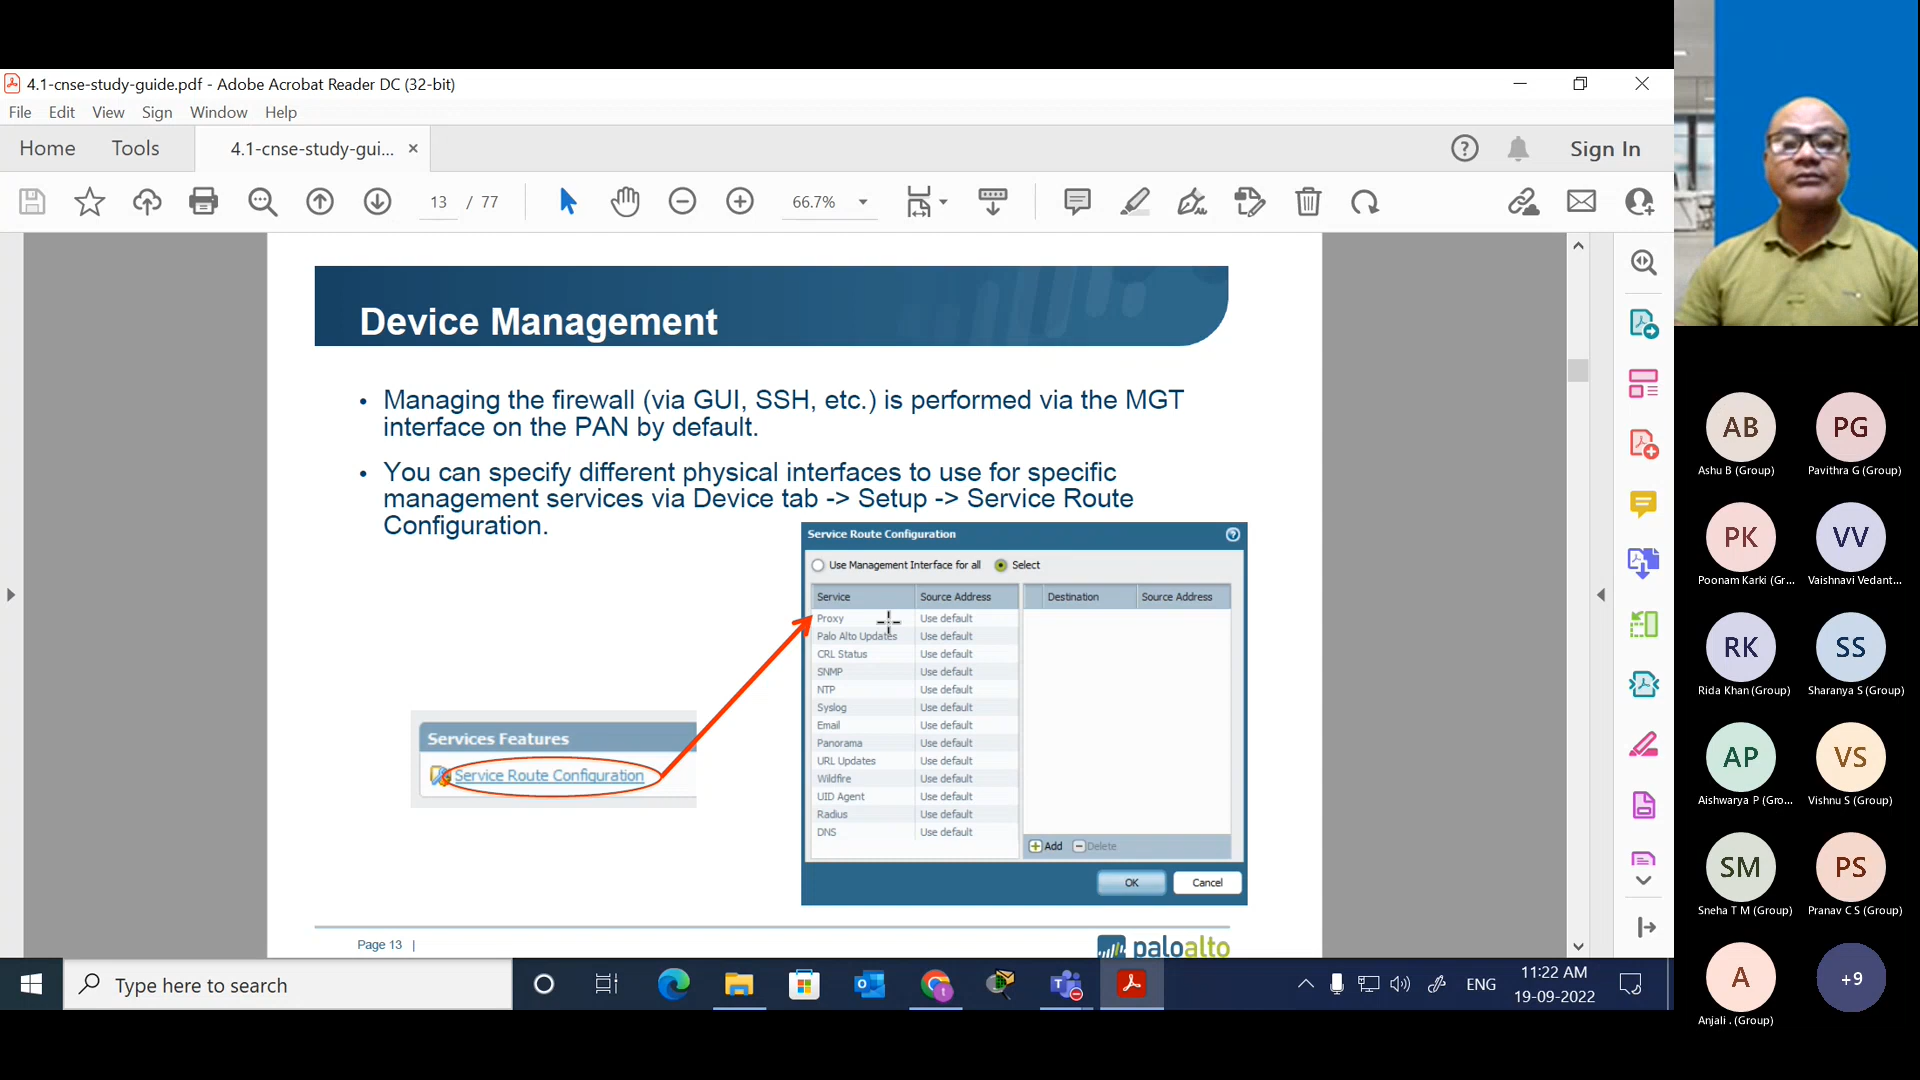 4.1-cnse-study-guide.pdf - Adobe Acrobat Reader DC (32-bit)
File Edit View Sign Window Help
Home Tools 4.1-cnse-study-gui... × Sign In
13 / 77 66.7%
Device Management
• Managing the firewall (via GUI, SSH, etc.) is performed via the MGT
interface on the PAN by default.
• You can specify different physical interfaces to use for specific
management services via Device tab -> Setup -> Service Route
Configuration.
Services Features
Service Route Configuration
Service Route Configuration
Use Management Interface for all Select
Service Source Address Destination Source Address
Proxy Use default
Palo Alto Updates Use default
CRL Status Use default
SNMP Use default
NTP Use default
Syslog Use default
Email Use default
Panorama Use default
URL Updates Use default
Wildfire Use default
UID Agent Use default
Radius Use default
DNS Use default
Add Delete
OK Cancel
Page 13 |
paloalto
Type here to search
ENG
11:22 AM
19-09-2022
AB PG
Ashu B (Group) Pavithra G (Group)
PK VV
Poonam Karki (Gr... Vaishnavi Vedant...
RK SS
Rida Khan (Group) Sharanya S (Group)
AP VS
Aishwarya P (Gro... Vishnu S (Group)
SM PS
Sneha T M (Group) Pranav C S (Group)
A +9
Anjali . (Group)